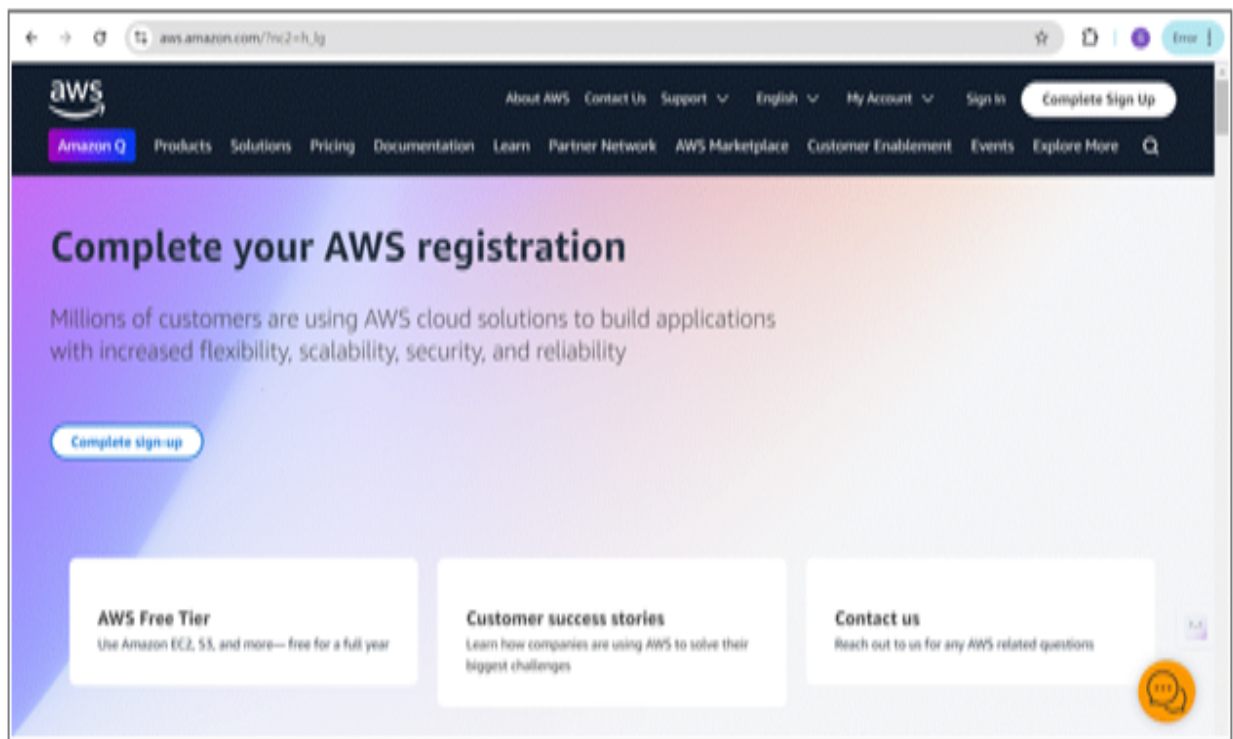 aws.amazon.com/?nc2=h_lg
Error
aws
About AWS Contact Us Support English My Account Sign In Complete Sign Up
Amazon Q Products Solutions Pricing Documentation Learn Partner Network AWS Marketplace Customer Enablement Events Explore More
Complete your AWS registration
Millions of customers are using AWS cloud solutions to build applications
with increased flexibility, scalability, security, and reliability
Complete sign-up
AWS Free Tier
Use Amazon EC2, S3, and more— free for a full year
Customer success stories
Learn how companies are using AWS to solve their
biggest challenges
Contact us
Reach out to us for any AWS related questions